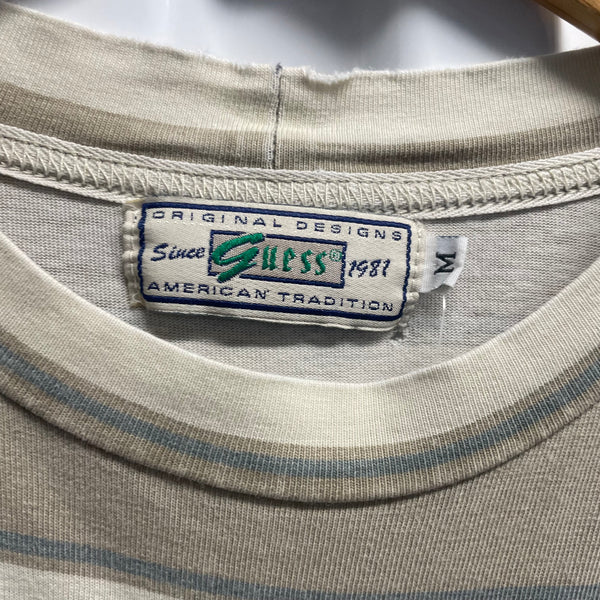 ORIGINAL DESIGNS
Since Guess® 1981
AMERICAN TRADITION
M